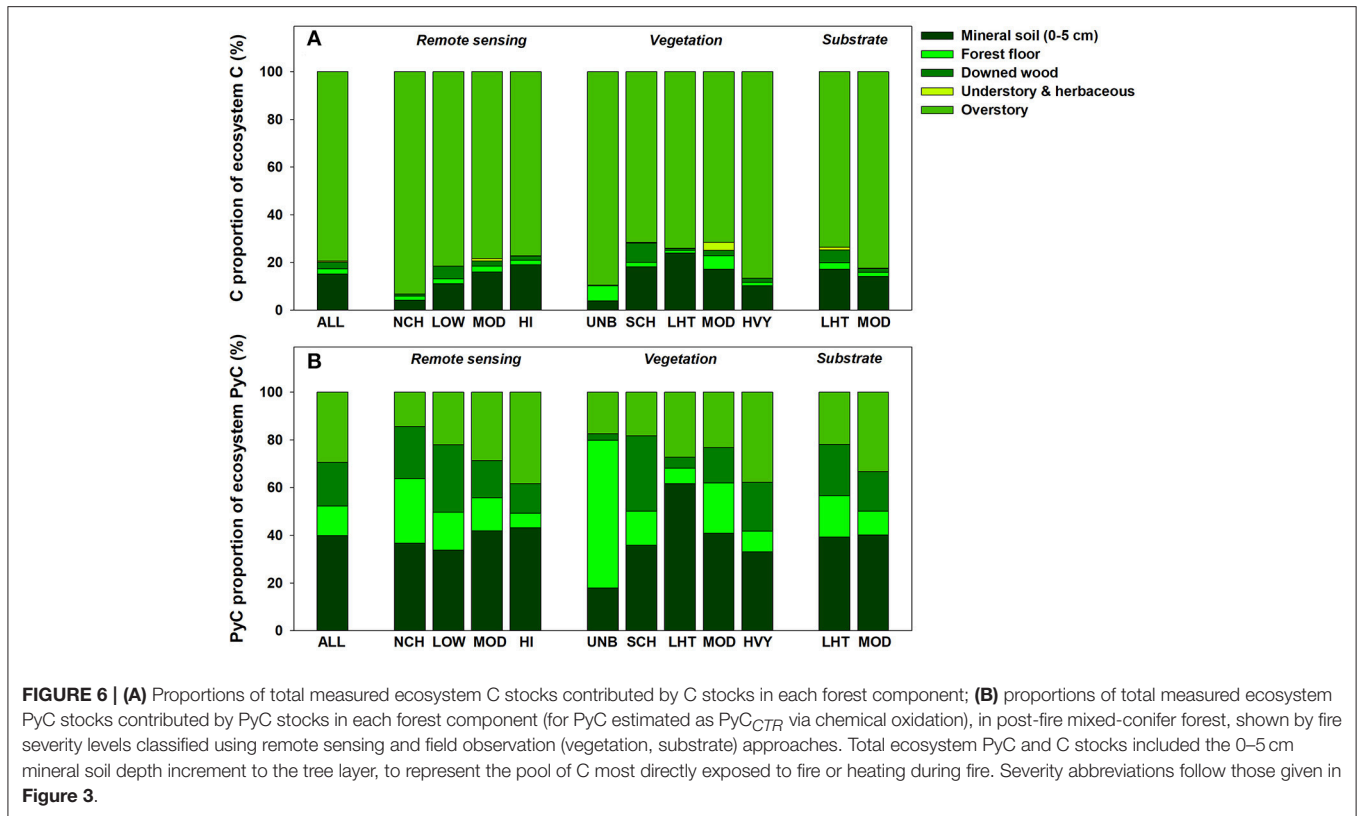 A
Remote sensing
Vegetation
Substrate
Mineral soil (0-5 cm)
Forest floor
Downed wood
Understory & herbaceous
Overstory
C proportion of ecosystem C (%)
100
80
60
40
20
0
ALL NCH LOW MOD HI UNB SCH LHT MOD HVY LHT MOD
B
Remote sensing
Vegetation
Substrate
PyC proportion of ecosystem PyC (%)
100
80
60
40
20
0
ALL NCH LOW MOD HI UNB SCH LHT MOD HVY LHT MOD
FIGURE 6 | (A) Proportions of total measured ecosystem C stocks contributed by C stocks in each forest component; (B) proportions of total measured ecosystem
PyC stocks contributed by PyC stocks in each forest component (for PyC estimated as PyCCTR via chemical oxidation), in post-fire mixed-conifer forest, shown by fire
severity levels classified using remote sensing and field observation (vegetation, substrate) approaches. Total ecosystem PyC and C stocks included the 0–5 cm
mineral soil depth increment to the tree layer, to represent the pool of C most directly exposed to fire or heating during fire. Severity abbreviations follow those given in
Figure 3.